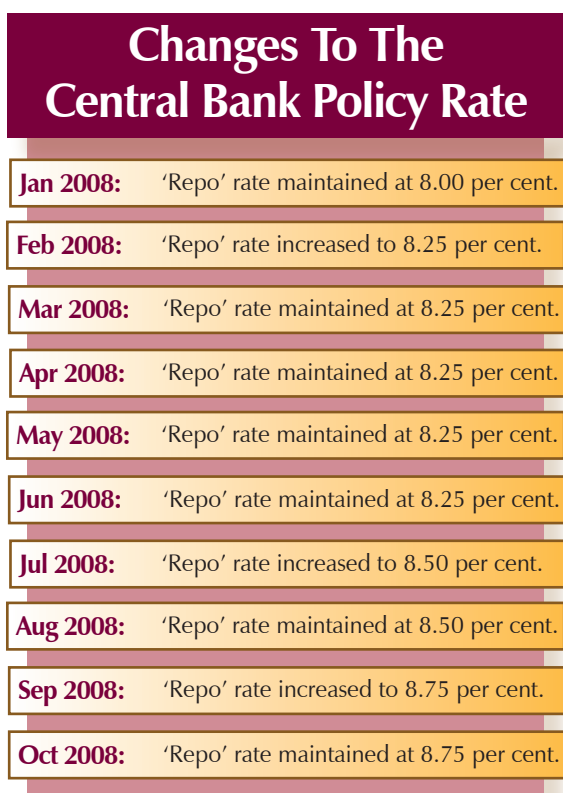 Changes To The
Central Bank Policy Rate
Jan 2008: ‘Repo’ rate maintained at 8.00 per cent.
Feb 2008: ‘Repo’ rate increased to 8.25 per cent.
Mar 2008: ‘Repo’ rate maintained at 8.25 per cent.
Apr 2008: ‘Repo’ rate maintained at 8.25 per cent.
May 2008: ‘Repo’ rate maintained at 8.25 per cent.
Jun 2008: ‘Repo’ rate maintained at 8.25 per cent.
Jul 2008: ‘Repo’ rate increased to 8.50 per cent.
Aug 2008: ‘Repo’ rate maintained at 8.50 per cent.
Sep 2008: ‘Repo’ rate increased to 8.75 per cent.
Oct 2008: ‘Repo’ rate maintained at 8.75 per cent.